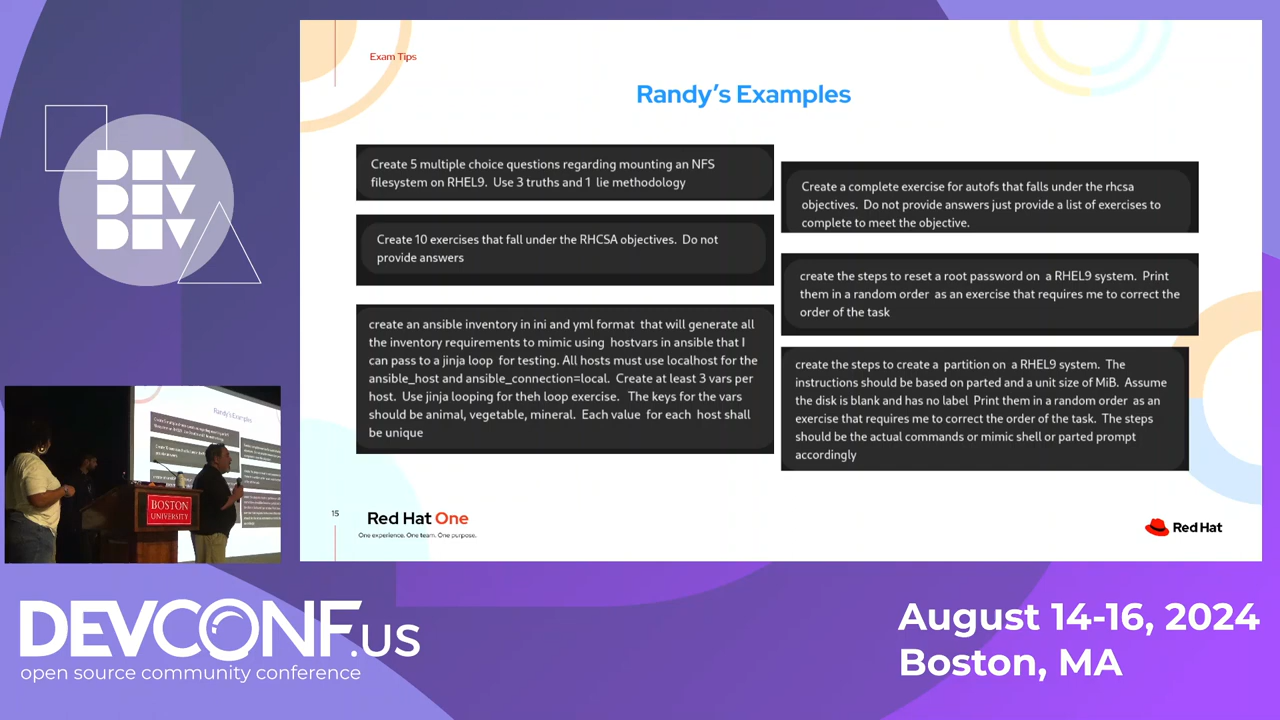 Exam Tips
Randy's Examples
Create 5 multiple choice questions regarding mounting an NFS
filesystem on RHEL9. Use 3 truths and 1 lie methodology
Create 10 exercises that fall under the RHCSA objectives. Do not
provide answers
create an ansible inventory in ini and yml format that will generate all
the inventory requirements to mimic using hostvars in ansible that I
can pass to a jinja loop for testing. All hosts must use localhost for the
ansible_host and ansible_connection=local. Create at least 3 vars per
host. Use jinja looping for theh loop exercise. The keys for the vars
should be animal, vegetable, mineral. Each value for each host shall
be unique
Create a complete exercise for autofs that falls under the rhcsa
objectives. Do not provide answers just provide a list of exercises to
complete to meet the objective.
create the steps to reset a root password on a RHEL9 system. Print
them in a random order as an exercise that requires me to correct the
order of the task
create the steps to create a partition on a RHEL9 system. The
instructions should be based on parted and a unit size of MiB. Assume
the disk is blank and has no label Print them in a random order as an
exercise that requires me to correct the order of the task. The steps
should be the actual commands or mimic shell or parted prompt
accordingly
15
Red Hat One
One experience. One team. One purpose.
Red Hat
DEV
DEV
DEV
Randy's Examples
BOSTON
UNIVERSITY
DEVCONF.US
open source community conference
August 14-16, 2024
Boston, MA